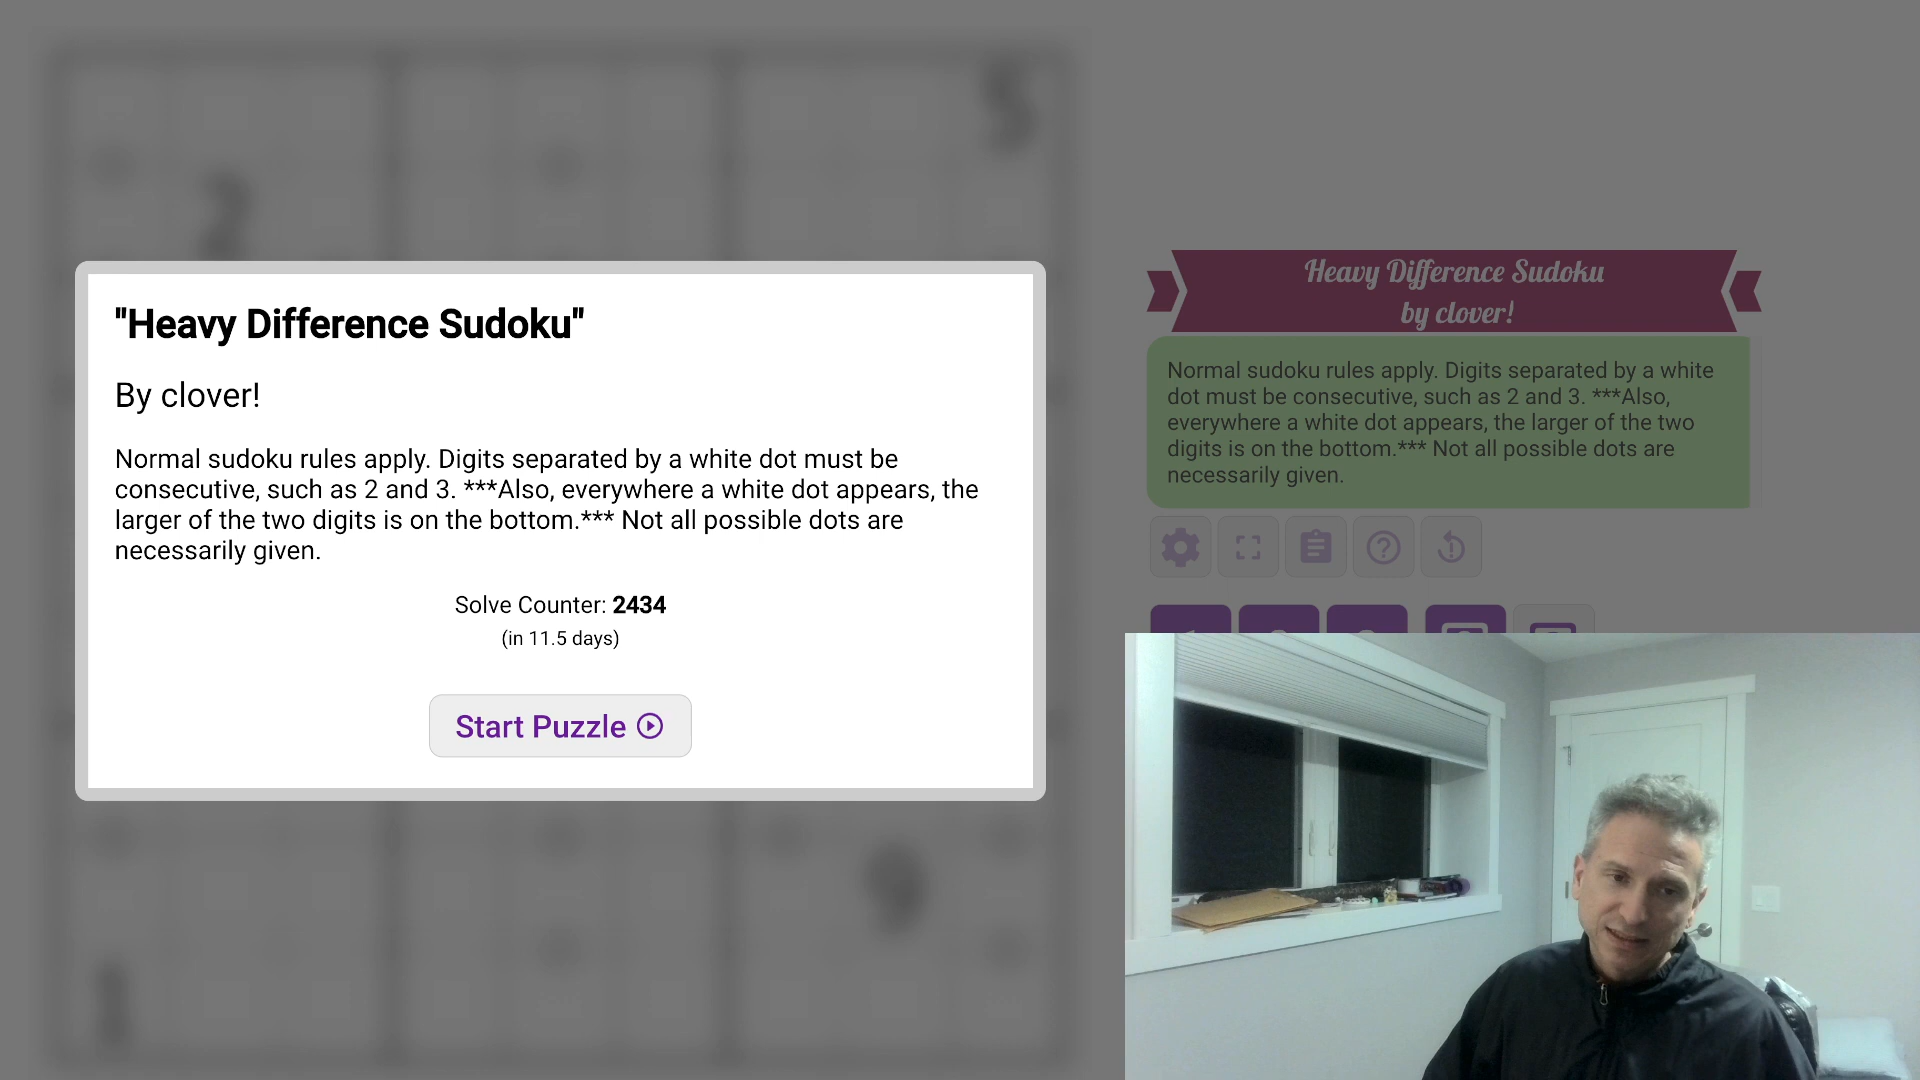 5
2
"Heavy Difference Sudoku"
By clover!
Normal sudoku rules apply. Digits separated by a white dot must be
consecutive, such as 2 and 3. ***Also, everywhere a white dot appears, the
larger of the two digits is on the bottom.*** Not all possible dots are
necessarily given.
Solve Counter: 2434
(in 11.5 days)
Start Puzzle
9
1
Heavy Difference Sudoku
by clover!
Normal sudoku rules apply. Digits separated by a white
dot must be consecutive, such as 2 and 3. ***Also,
everywhere a white dot appears, the larger of the two
digits is on the bottom.*** Not all possible dots are
necessarily given.